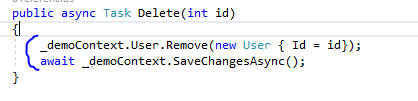 public async Task Delete(int id)
{
_demoContext.User.Remove(new User { Id = id});
await _demoContext.SaveChangesAsync();
}